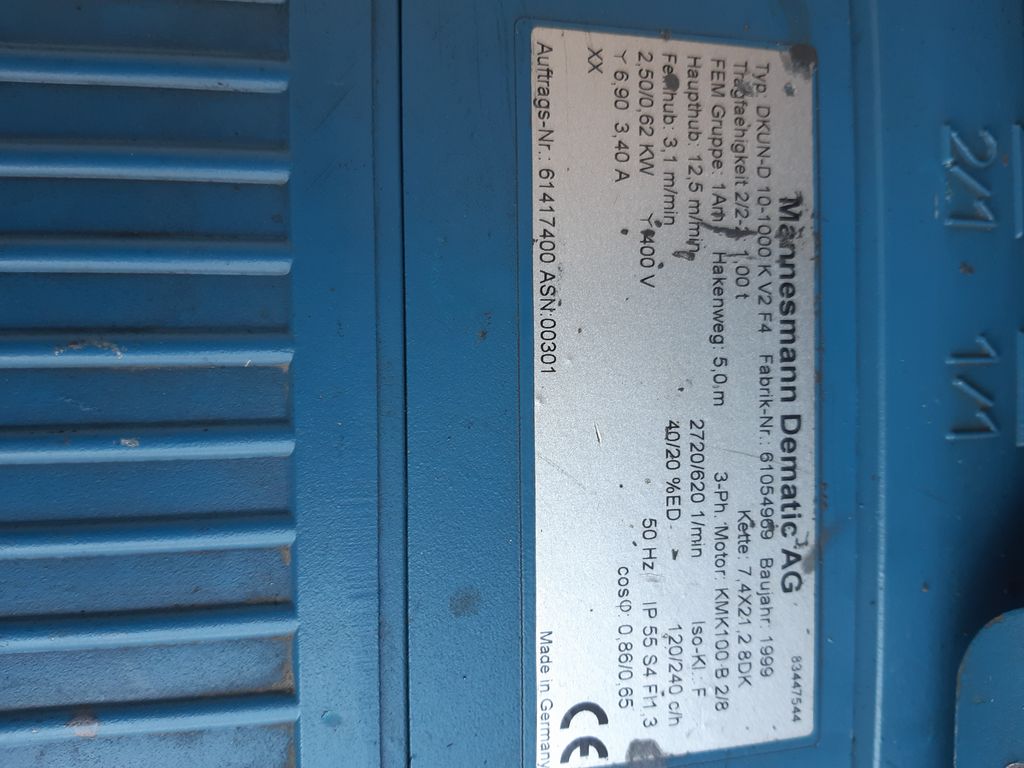 2/1 1/1
83447544
Mannesmann Dematic AG
Typ: DKUN-D 10-1000 K V2 F4 Fabrik-Nr.: 61054969 Baujahr: 1999
Tragfaehigkeit 2/2-1 1,00 t Kette: 7,4X21,2 8DK
FEM Gruppe: 1Am Hakenweg: 5,0 m 3-Ph. Motor: KMK100 B 2/8
Haupthub: 12,5 m/min 2720/620 1/min Iso-Kl.: F
Feinhub: 3,1 m/min 40/20 %ED 120/240 c/h
2,50/0,62 KW Y 400 V 50 Hz IP 55 S4 FI1,3
Y 6,90 3,40 A cosφ: 0,86/0,65
XX
CE
Auftrags-Nr.: 61417400 ASN:00301 Made in Germany